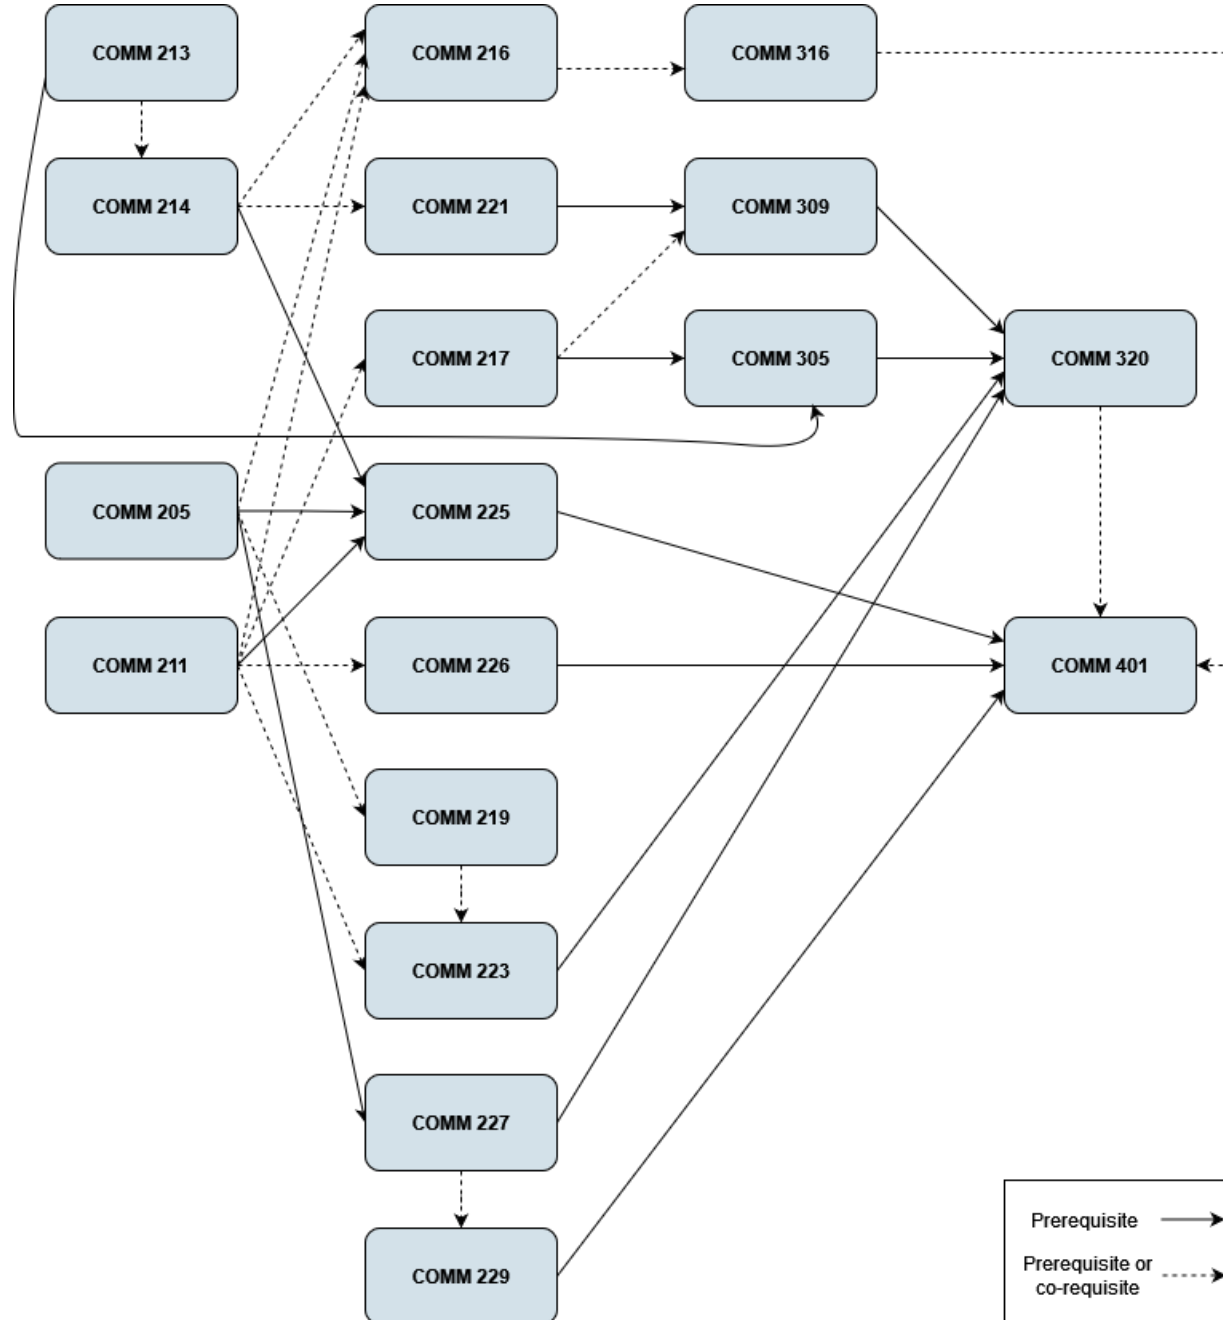 COMM 213
COMM 216
COMM 316
COMM 214
COMM 221
COMM 309
COMM 217
COMM 305
COMM 320
COMM 205
COMM 225
COMM 211
COMM 226
COMM 401
COMM 219
COMM 223
COMM 227
COMM 229
Prerequisite
Prerequisite or
co-requisite